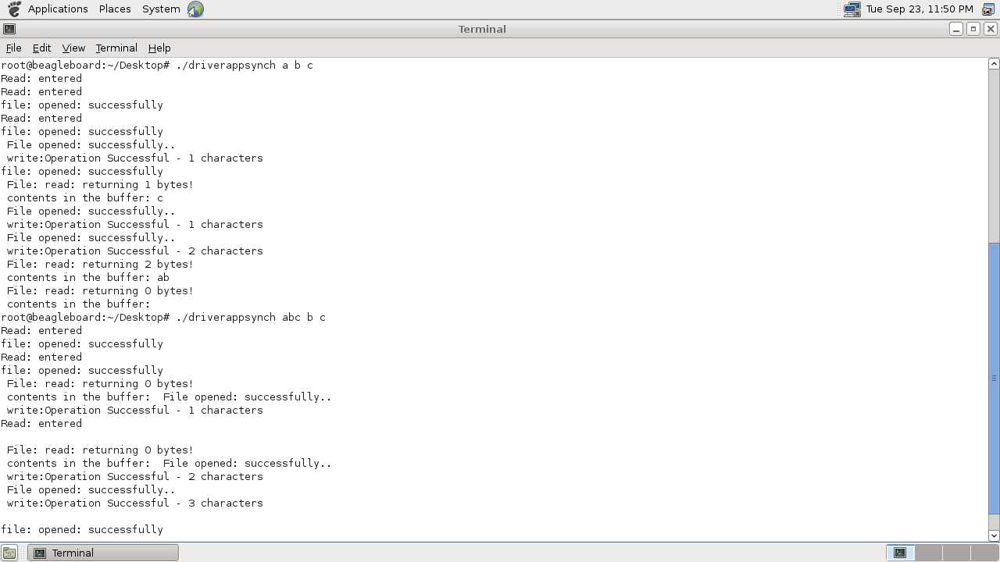 Applications Places System Tue Sep 23, 11:50 PM
Terminal
File Edit View Terminal Help
root@beagleboard:~/Desktop# ./driverappsynch a b c
Read: entered
Read: entered
file: opened: successfully
Read: entered
file: opened: successfully
File opened: successfully..
write:Operation Successful - 1 characters
file: opened: successfully
File: read: returning 1 bytes!
contents in the buffer: c
File opened: successfully..
write:Operation Successful - 1 characters
File opened: successfully..
write:Operation Successful - 2 characters
File: read: returning 2 bytes!
contents in the buffer: ab
File: read: returning 0 bytes!
contents in the buffer:
root@beagleboard:~/Desktop# ./driverappsynch abc b c
Read: entered
file: opened: successfully
Read: entered
file: opened: successfully
File: read: returning 0 bytes!
contents in the buffer:  File opened: successfully..
write:Operation Successful - 1 characters
Read: entered
File: read: returning 0 bytes!
contents in the buffer:  File opened: successfully..
write:Operation Successful - 2 characters
File opened: successfully..
write:Operation Successful - 3 characters
file: opened: successfully
Terminal